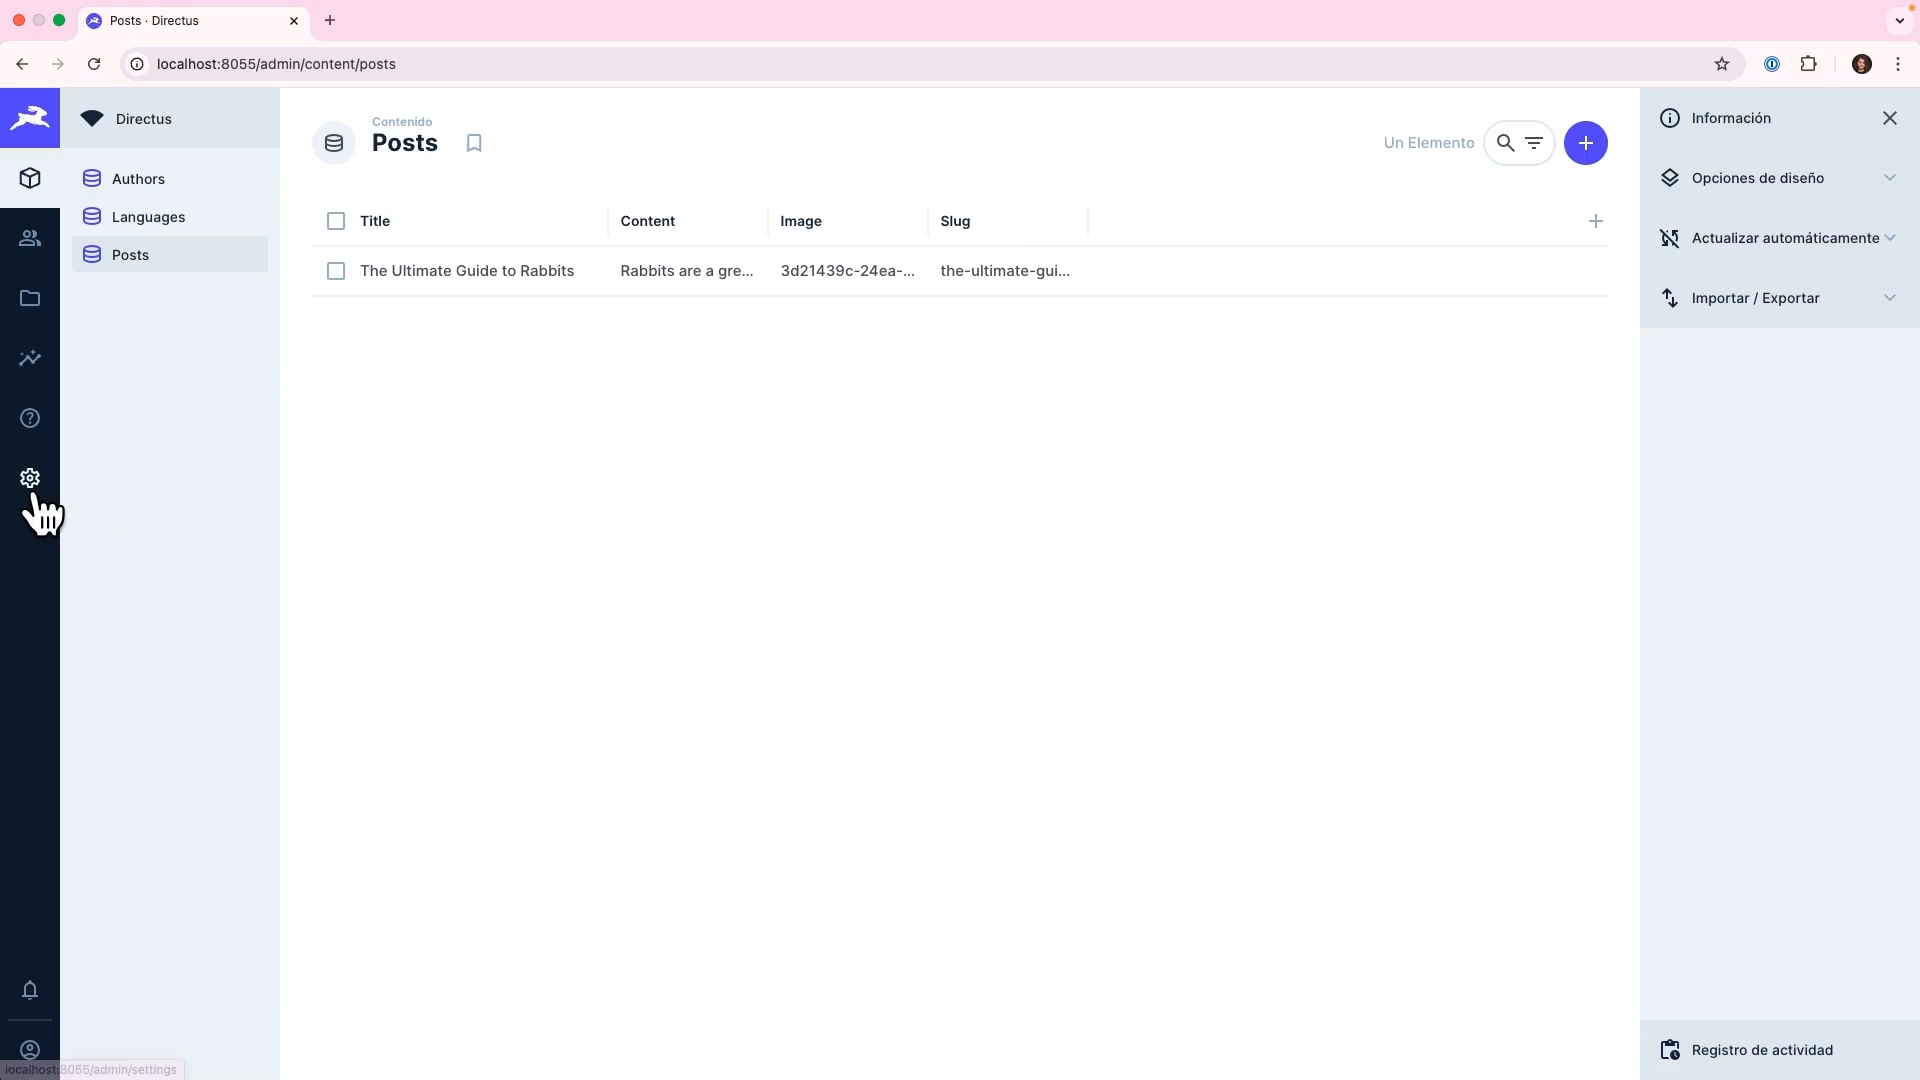 Posts · Directus
localhost:8055/admin/content/posts
Directus
Authors
Languages
Posts
Contenido
Posts
Un Elemento
Title Content Image Slug
The Ultimate Guide to Rabbits Rabbits are a gre... 3d21439c-24ea-... the-ultimate-gui...
Información
Opciones de diseño
Actualizar automáticamente
Importar / Exportar
Registro de actividad
localhost:8055/admin/settings